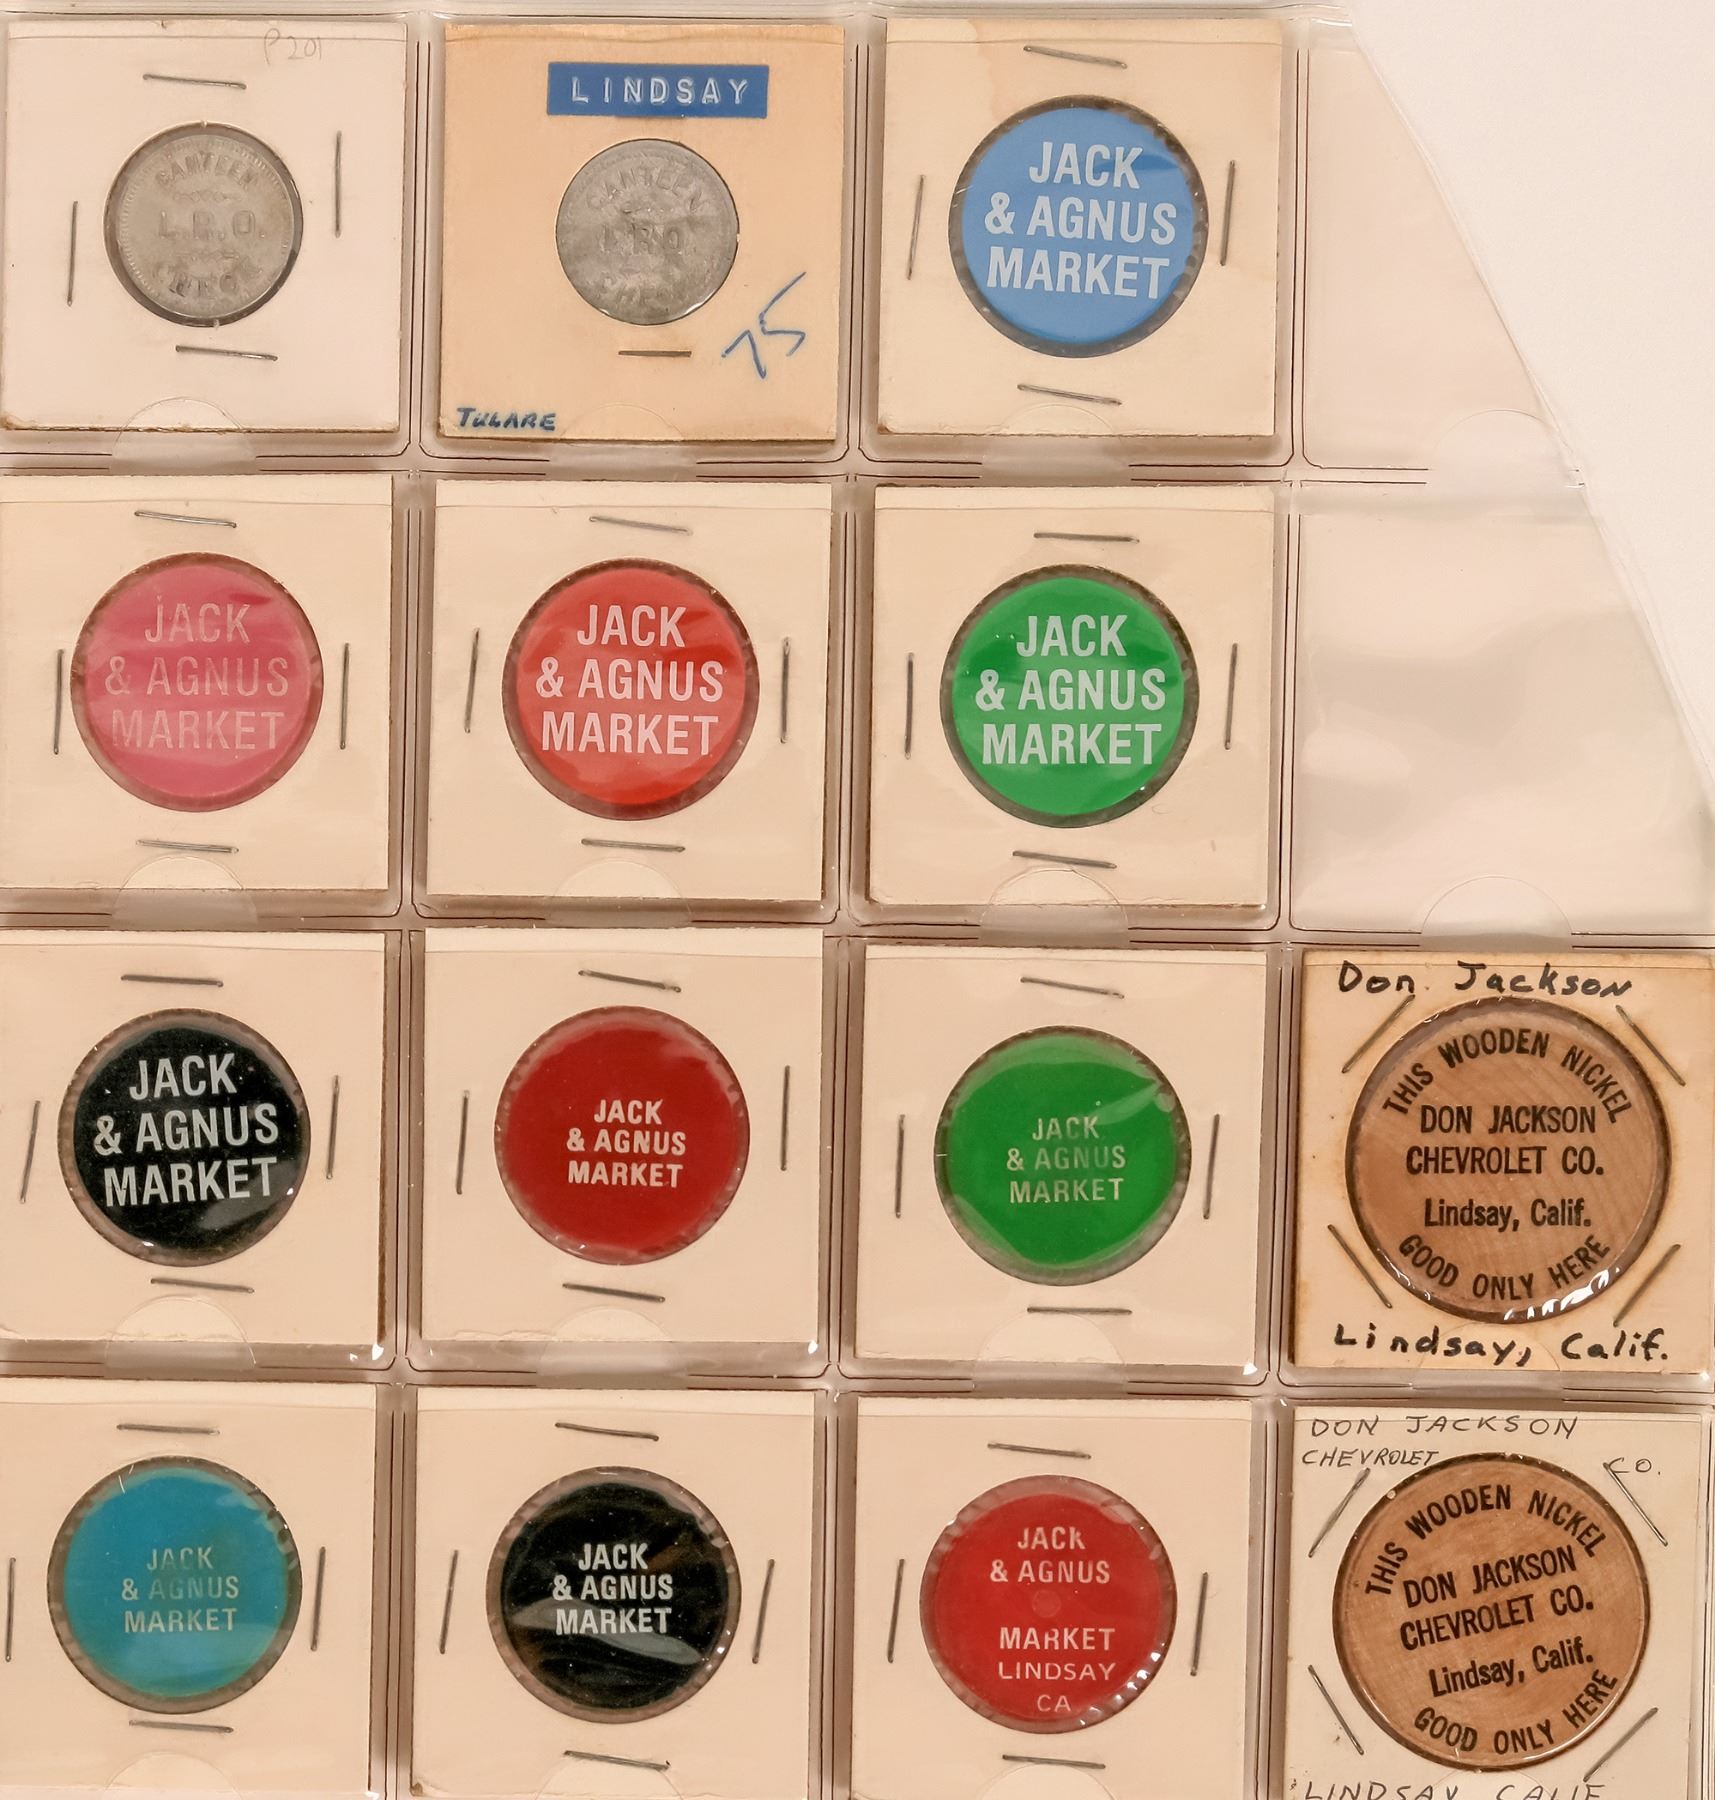 P201
CANTEEN
L.R.O.
CHECK
LINDSAY
CANTEEN
L.R.O.
CHECK
75
TULARE
JACK
& AGNUS
MARKET
JACK
& AGNUS
MARKET
JACK
& AGNUS
MARKET
JACK
& AGNUS
MARKET
JACK
& AGNUS
MARKET
JACK
& AGNUS
MARKET
JACK
& AGNUS
MARKET
Don Jackson
THIS WOODEN NICKEL
DON JACKSON
CHEVROLET CO.
Lindsay, Calif.
GOOD ONLY HERE
Lindsay, Calif.
JACK
& AGNUS
MARKET
JACK
& AGNUS
MARKET
JACK
& AGNUS
MARKET
LINDSAY
CA
DON JACKSON
CHEVROLET CO.
THIS WOODEN NICKEL
DON JACKSON
CHEVROLET CO.
Lindsay, Calif.
GOOD ONLY HERE
LINDSAY CALIF